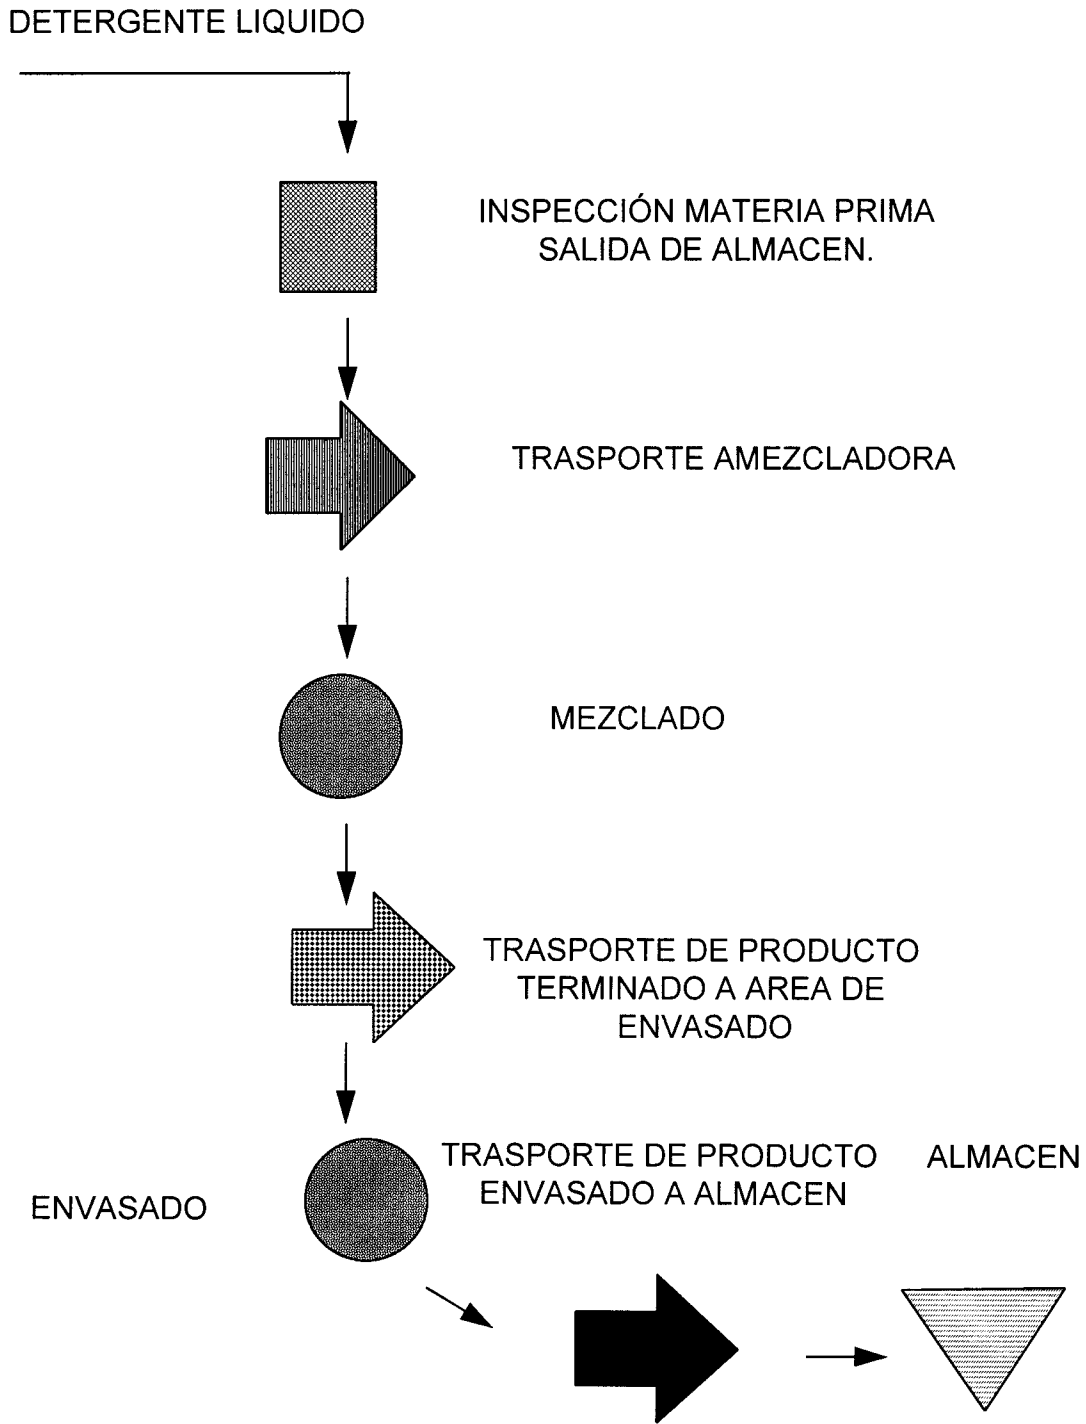 DETERGENTE LIQUIDO
INSPECCIÓN MATERIA PRIMA
SALIDA DE ALMACEN.
TRASPORTE AMEZCLADORA
MEZCLADO
TRASPORTE DE PRODUCTO
TERMINADO A AREA DE
ENVASADO
ENVASADO
TRASPORTE DE PRODUCTO
ENVASADO A ALMACEN
ALMACEN